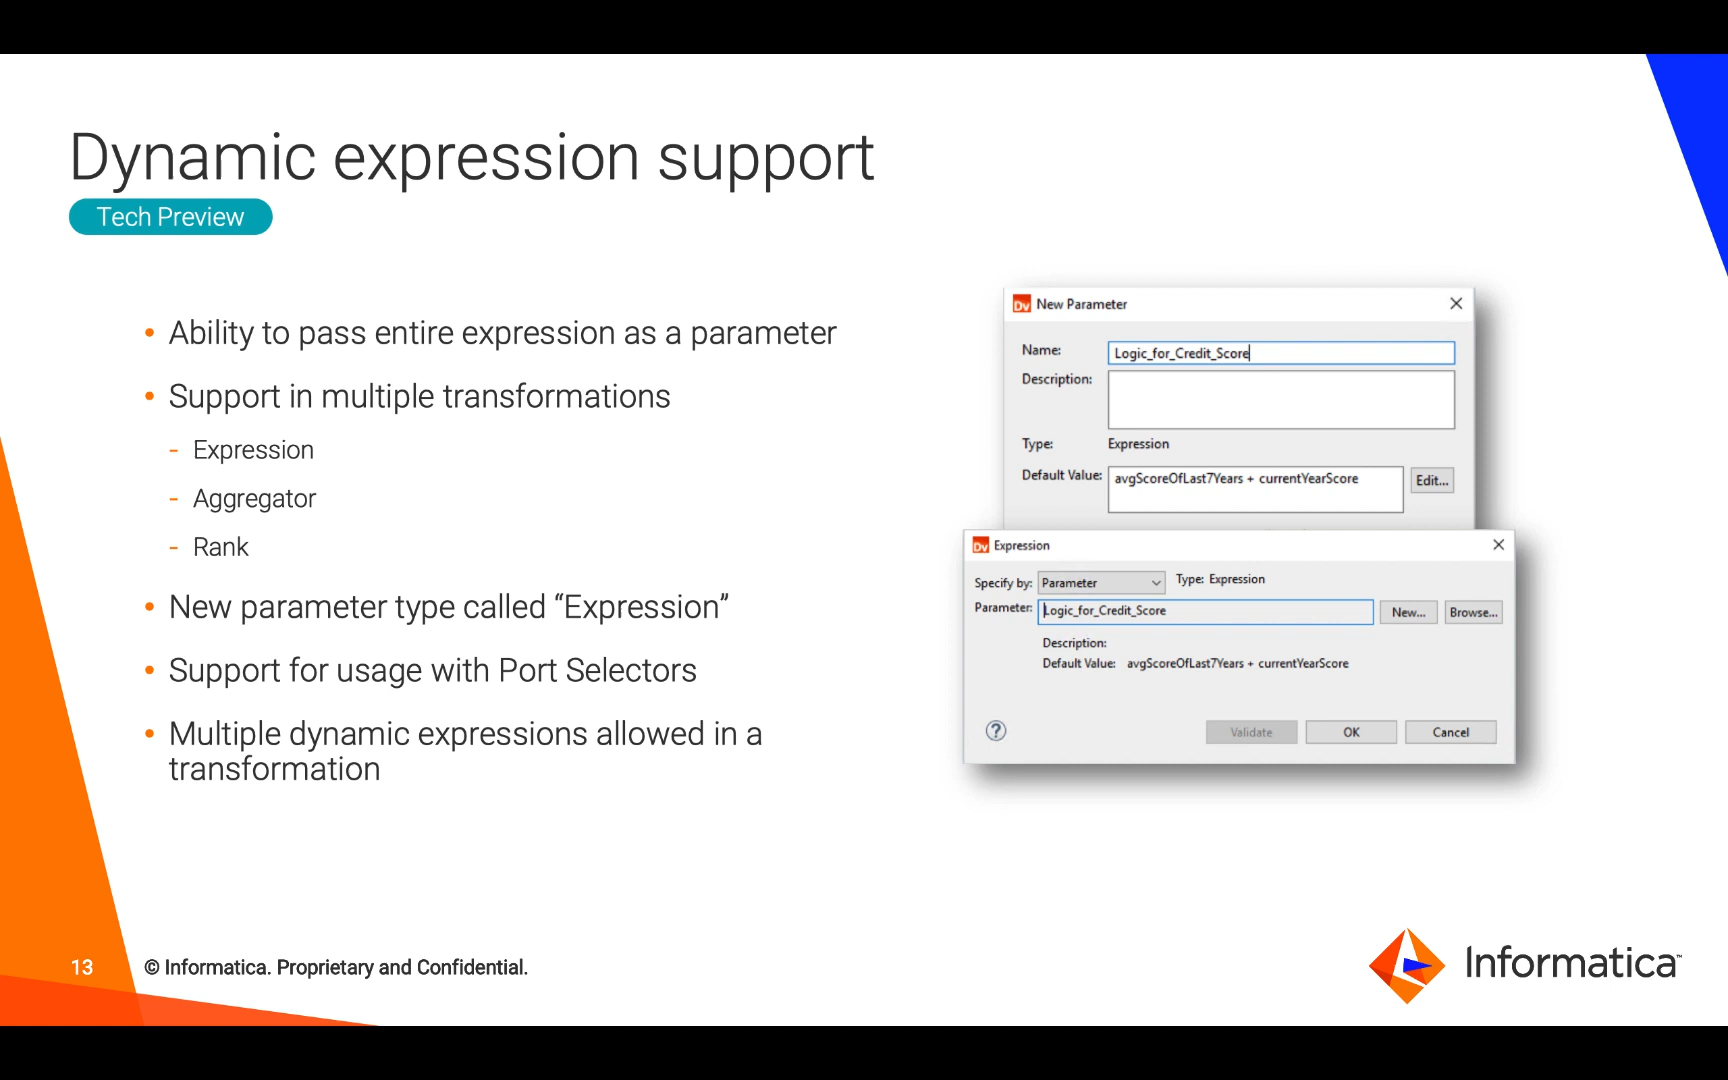 Dynamic expression support
Tech Preview
• Ability to pass entire expression as a parameter
• Support in multiple transformations
- Expression
- Aggregator
- Rank
• New parameter type called “Expression”
• Support for usage with Port Selectors
• Multiple dynamic expressions allowed in a
transformation
Dv New Parameter
Name: Logic_for_Credit_Score
Description:
Type: Expression
Default Value: avgScoreOfLast7Years + currentYearScore Edit...
Dv Expression
Specify by: Parameter Type: Expression
Parameter: Logic_for_Credit_Score New... Browse...
Description:
Default Value: avgScoreOfLast7Years + currentYearScore
? Validate OK Cancel
13 © Informatica. Proprietary and Confidential.
Informatica™